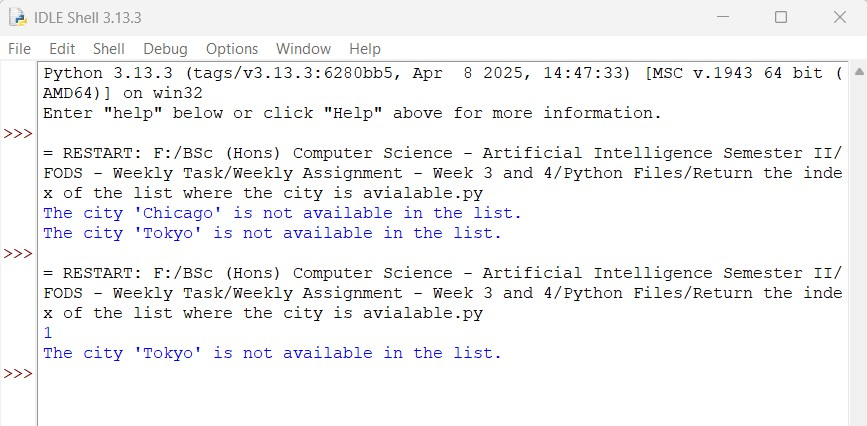 IDLE Shell 3.13.3
File Edit Shell Debug Options Window Help
Python 3.13.3 (tags/v3.13.3:6280bb5, Apr  8 2025, 14:47:33) [MSC v.1943 64 bit (
AMD64)] on win32
Enter "help" below or click "Help" above for more information.
>>>
= RESTART: F:/BSc (Hons) Computer Science - Artificial Intelligence Semester II/
FODS - Weekly Task/Weekly Assignment - Week 3 and 4/Python Files/Return the inde
x of the list where the city is avialable.py
The city 'Chicago' is not available in the list.
The city 'Tokyo' is not available in the list.
>>>
= RESTART: F:/BSc (Hons) Computer Science - Artificial Intelligence Semester II/
FODS - Weekly Task/Weekly Assignment - Week 3 and 4/Python Files/Return the inde
x of the list where the city is avialable.py
1
The city 'Tokyo' is not available in the list.
>>>